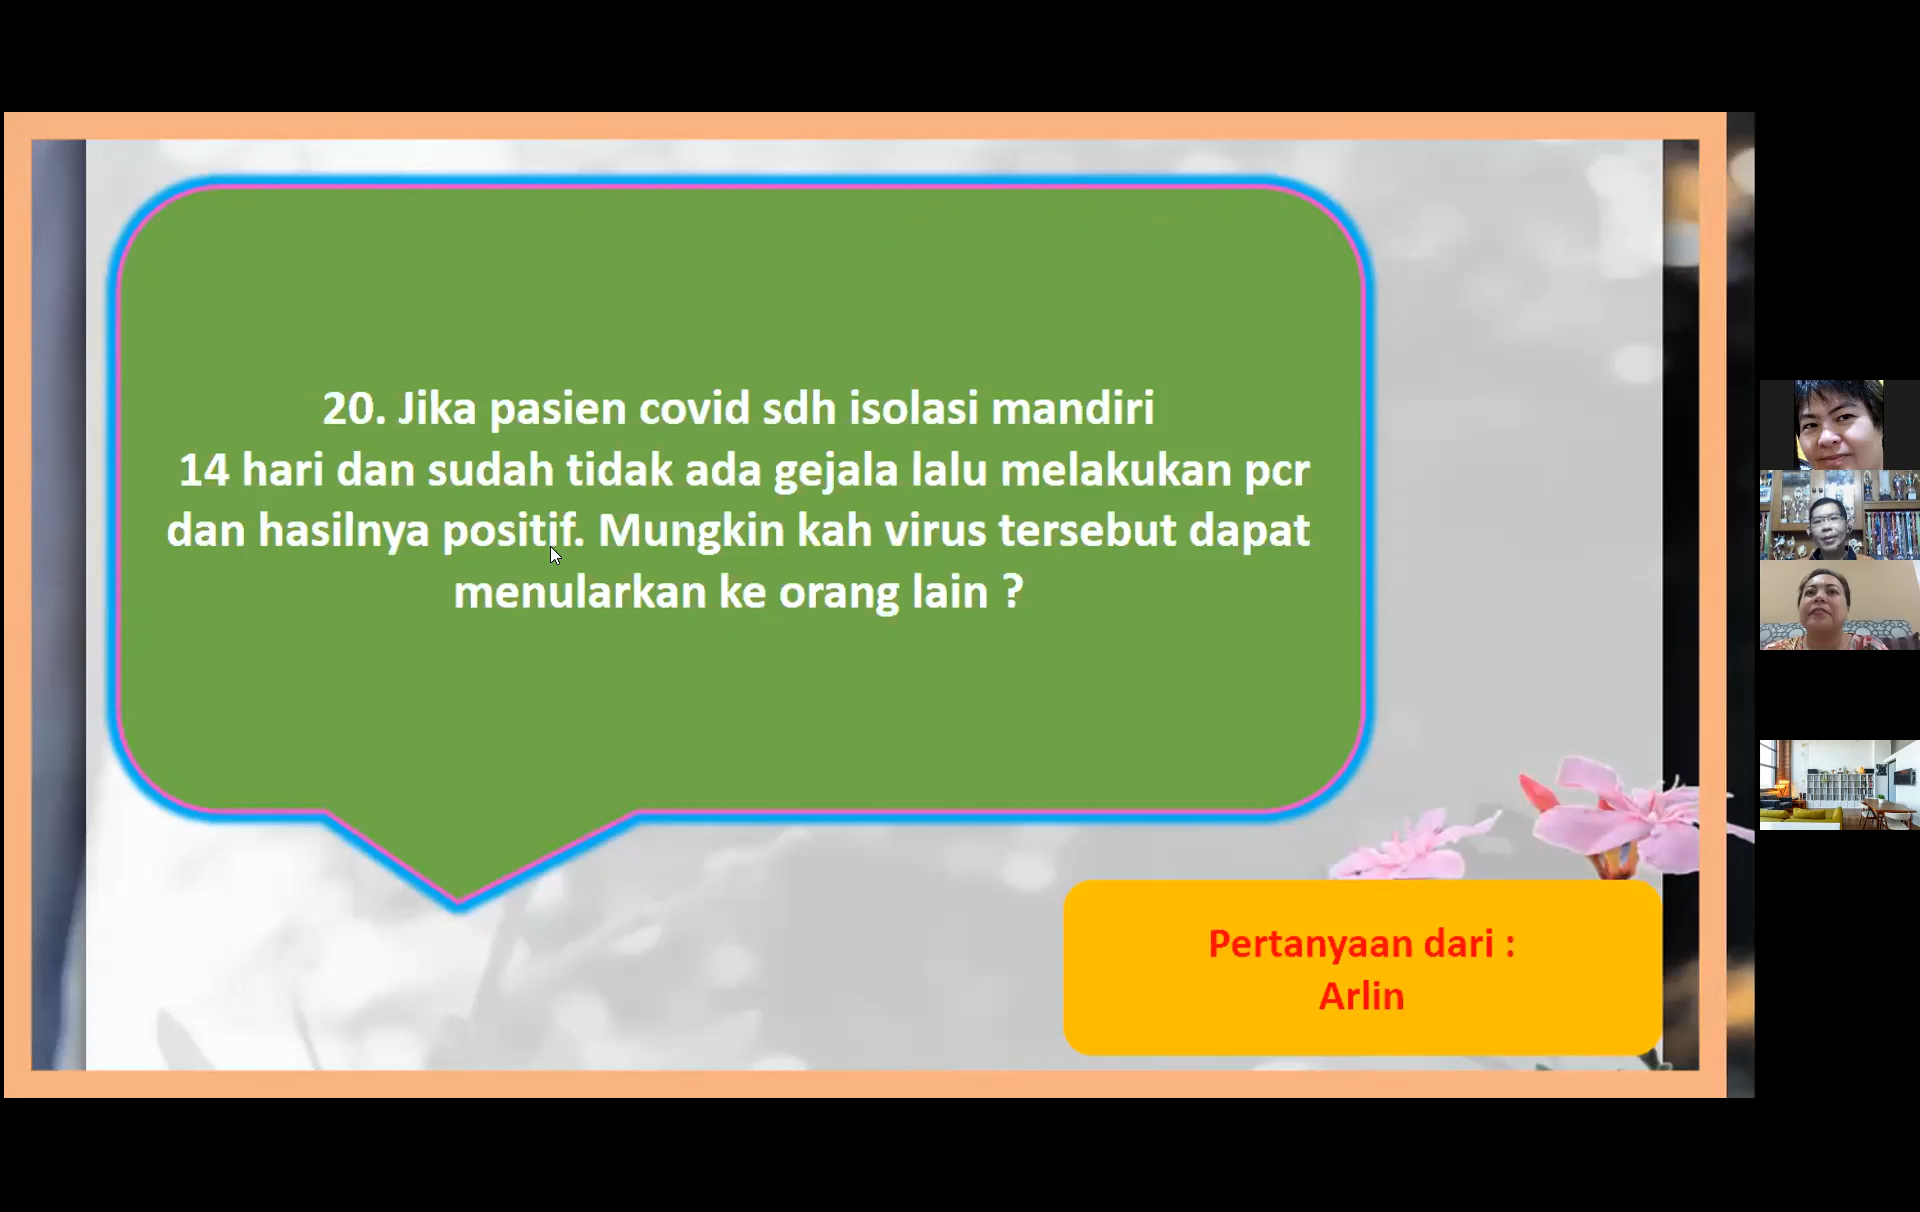 20. Jika pasien covid sdh isolasi mandiri
14 hari dan sudah tidak ada gejala lalu melakukan pcr
dan hasilnya positif. Mungkin kah virus tersebut dapat
menularkan ke orang lain ?
Pertanyaan dari :
Arlin